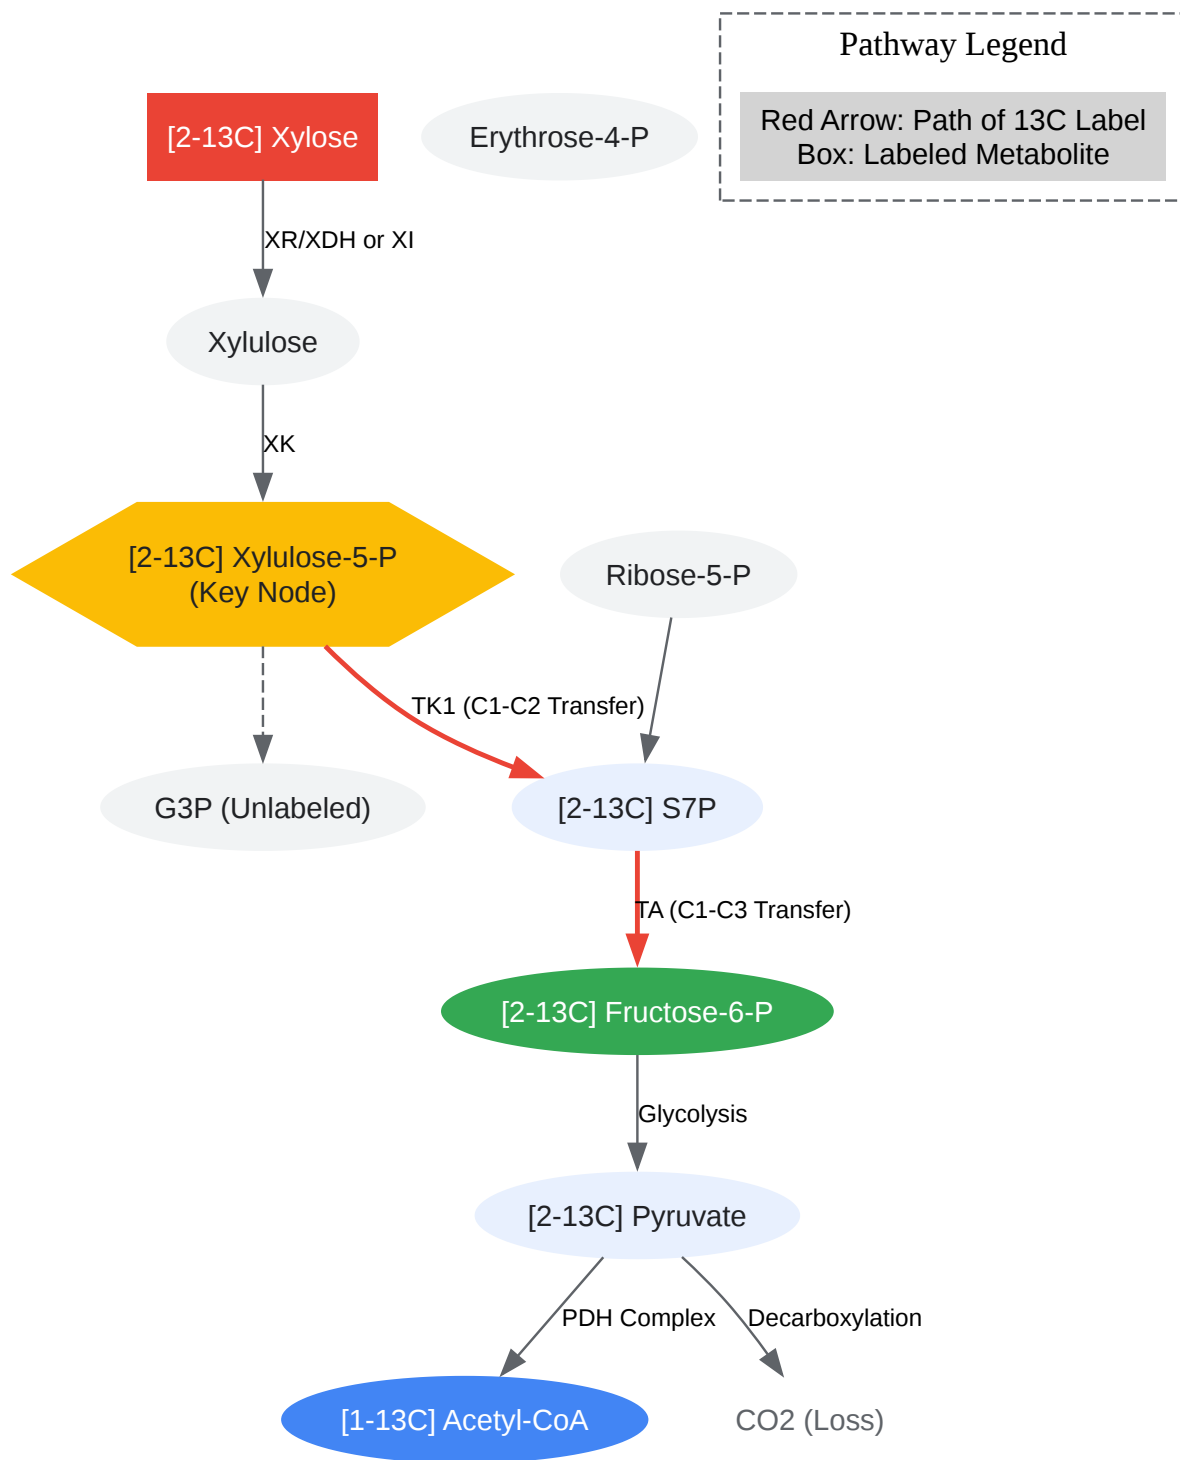 Pathway Legend
Red Arrow: Path of 13C Label
Box: Labeled Metabolite
[2-13C] Xylose
Erythrose-4-P
XR/XDH or XI
Xylulose
XK
[2-13C] Xylulose-5-P
(Key Node)
Ribose-5-P
TK1 (C1-C2 Transfer)
G3P (Unlabeled)
[2-13C] S7P
TA (C1-C3 Transfer)
[2-13C] Fructose-6-P
Glycolysis
[2-13C] Pyruvate
PDH Complex
Decarboxylation
[1-13C] Acetyl-CoA
CO2 (Loss)